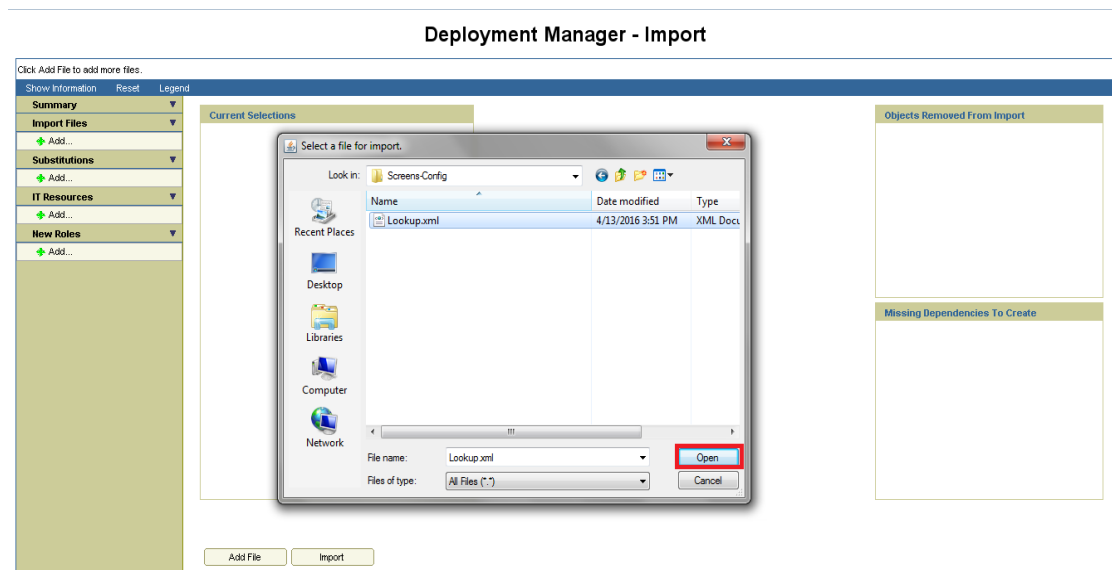 Deployment Manager - Import
Click Add File to add more files.
Show Information Reset Legend
Summary
Import Files
Add...
Substitutions
Add...
IT Resources
Add...
New Roles
Add...
Current Selections
Objects Removed From Import
Missing Dependencies To Create
Select a file for import.
Look in: Screens-Config
Name Date modified Type
Lookup.xml 4/13/2016 3:51 PM XML Docu
Recent Places
Desktop
Libraries
Computer
Network
File name: Lookup.xml Open
Files of type: All Files (*.*) Cancel
Add File Import